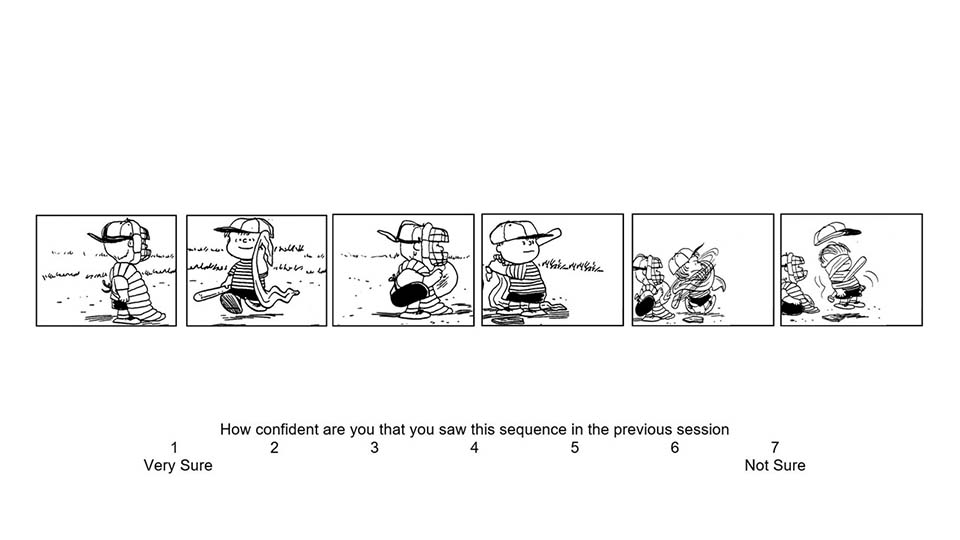 How confident are you that you saw this sequence in the previous session
1 2 3 4 5 6 7
Very Sure Not Sure